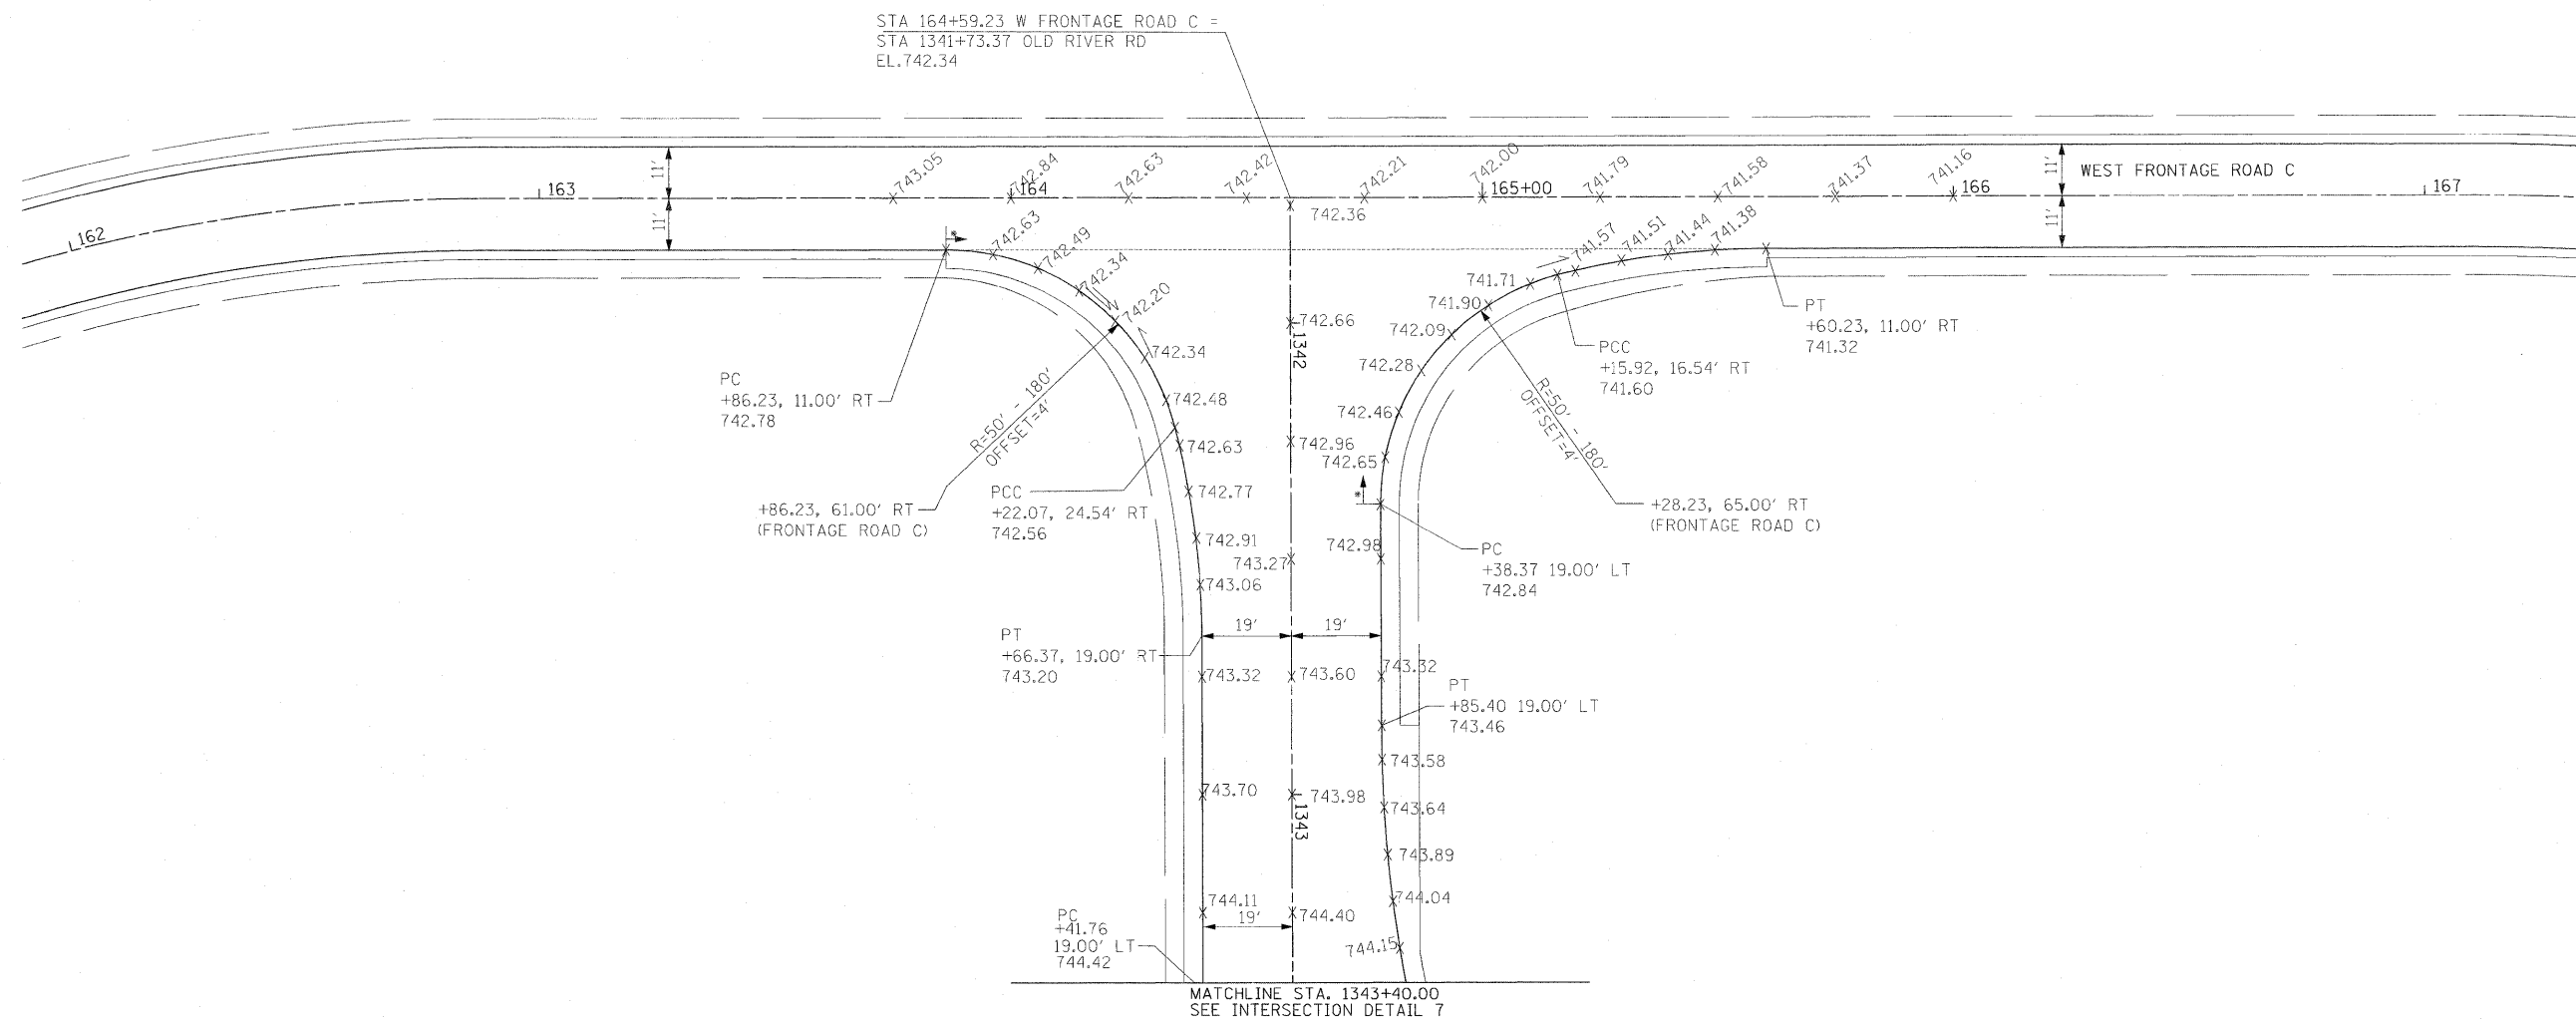 STA 164+59.23 W FRONTAGE ROAD C =
STA 1341+73.37 OLD RIVER RD
EL.742.34
11'
11'
162
163
743.05
742.84
164
742.63
742.42
742.21
742.00
165+00
741.79
741.58
741.37
741.16
166
11'
11'
WEST FRONTAGE ROAD C
167
742.36
*
742.63
742.49
742.34
742.20
742.34
742.48
742.63
742.77
742.91
743.06
743.32
743.70
744.11
742.66
1342
742.96
743.27
743.60
743.98
1343
744.40
741.38
741.44
741.51
741.57
741.71
741.90
742.09
742.28
742.46
742.65
*
742.98
743.32
743.58
743.64
743.89
744.04
744.15
PC
+86.23, 11.00' RT
742.78
R=50' - 180'
OFFSET=4'
+86.23, 61.00' RT
(FRONTAGE ROAD C)
PCC
+22.07, 24.54' RT
742.56
PT
+66.37, 19.00' RT
743.20
19'
19'
PT
+60.23, 11.00' RT
741.32
PCC
+15.92, 16.54' RT
741.60
R=50' - 180'
OFFSET=4'
+28.23, 65.00' RT
(FRONTAGE ROAD C)
PC
+38.37 19.00' LT
742.84
PT
+85.40 19.00' LT
743.46
19'
PC
+41.76
19.00' LT
744.42
MATCHLINE STA. 1343+40.00
SEE INTERSECTION DETAIL 7